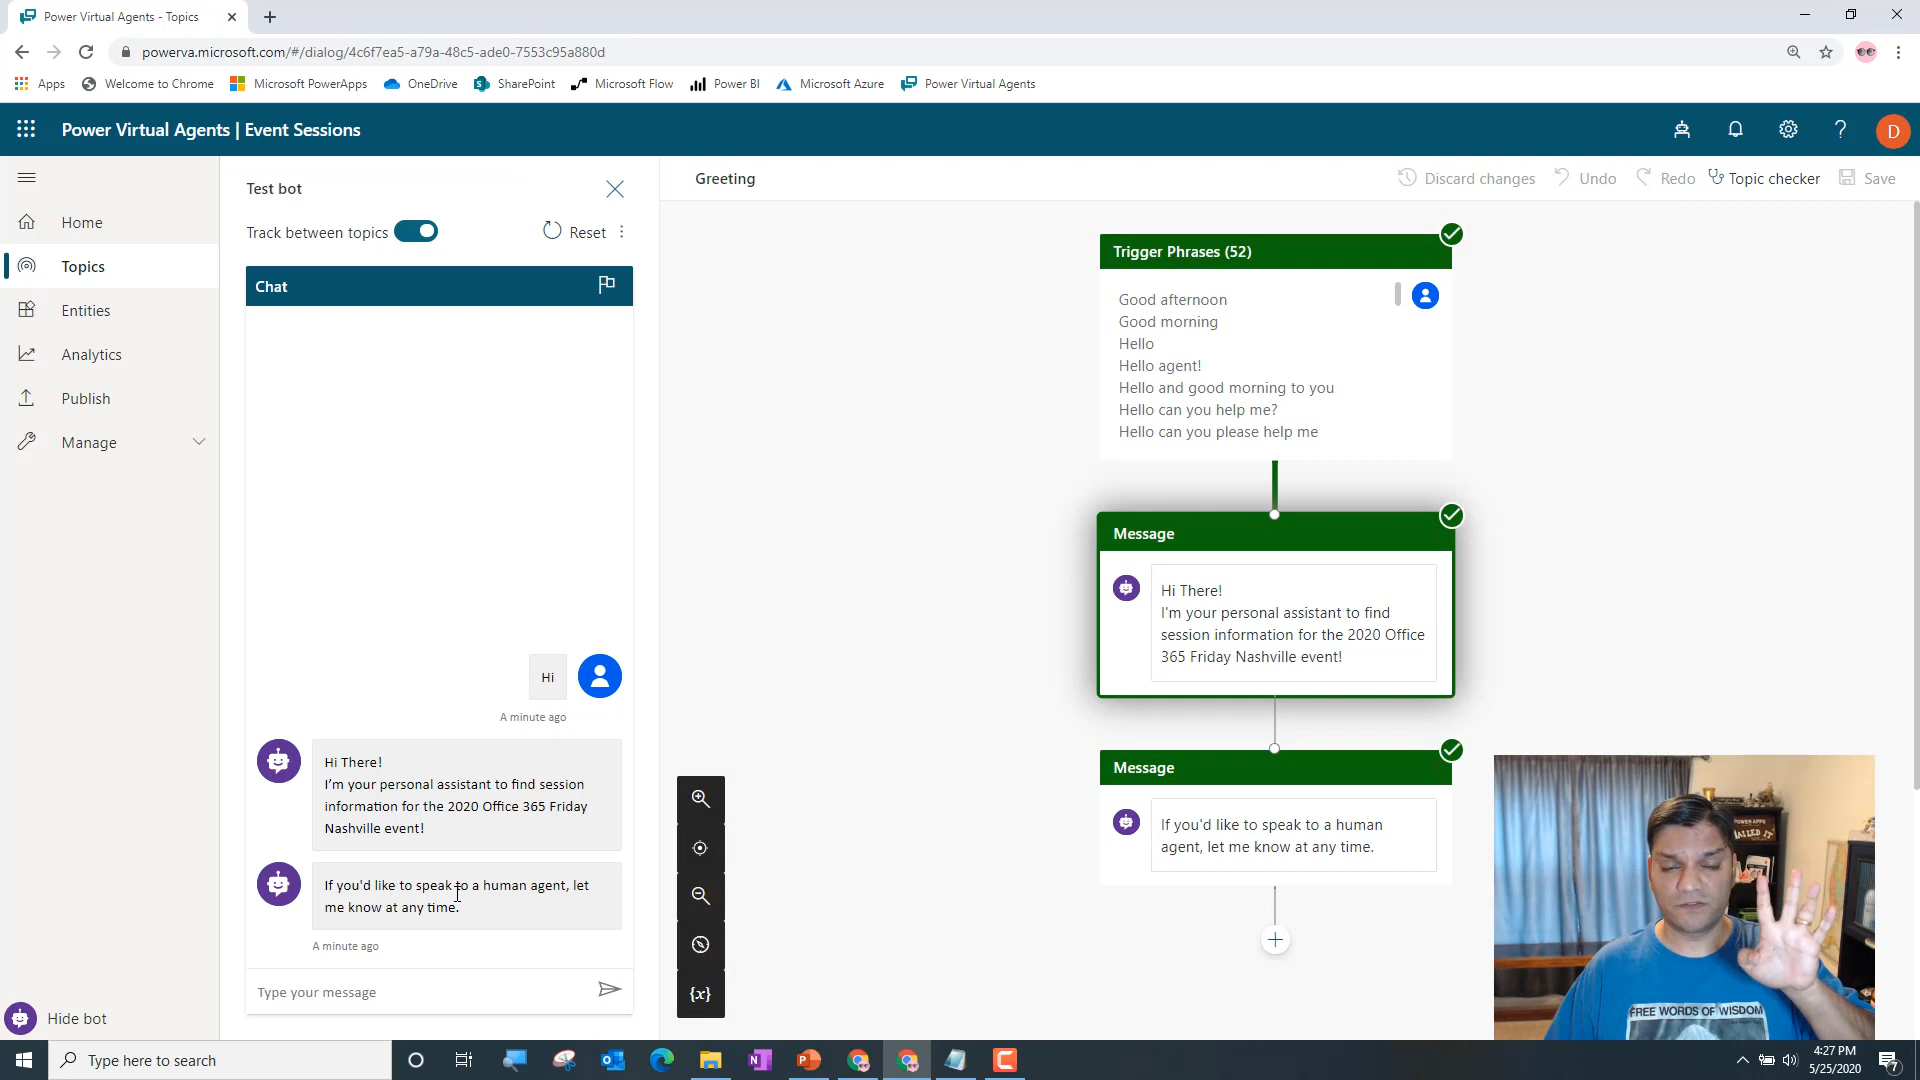 Power Virtual Agents - Topics
powerva.microsoft.com/#/dialog/4c6f7ea5-a79a-48c5-ade0-7553c95a880d
Apps
Welcome to Chrome
Microsoft PowerApps
OneDrive
SharePoint
Microsoft Flow
Power BI
Microsoft Azure
Power Virtual Agents
Power Virtual Agents | Event Sessions
D
Home
Topics
Entities
Analytics
Publish
Manage
Hide bot
Test bot
Track between topics
Reset
Chat
Hi
A minute ago
Hi There!
I'm your personal assistant to find session
information for the 2020 Office 365 Friday
Nashville event!
If you'd like to speak to a human agent, let
me know at any time.
A minute ago
Type your message
Greeting
Discard changes
Undo
Redo
Topic checker
Save
Trigger Phrases (52)
Good afternoon
Good morning
Hello
Hello agent!
Hello and good morning to you
Hello can you help me?
Hello can you please help me
Message
Hi There!
I'm your personal assistant to find
session information for the 2020 Office
365 Friday Nashville event!
Message
If you'd like to speak to a human
agent, let me know at any time.
{x}
POWER APPS
NAILED IT
FREE WORDS OF WISDOM
Type here to search
4:27 PM
5/25/2020
7